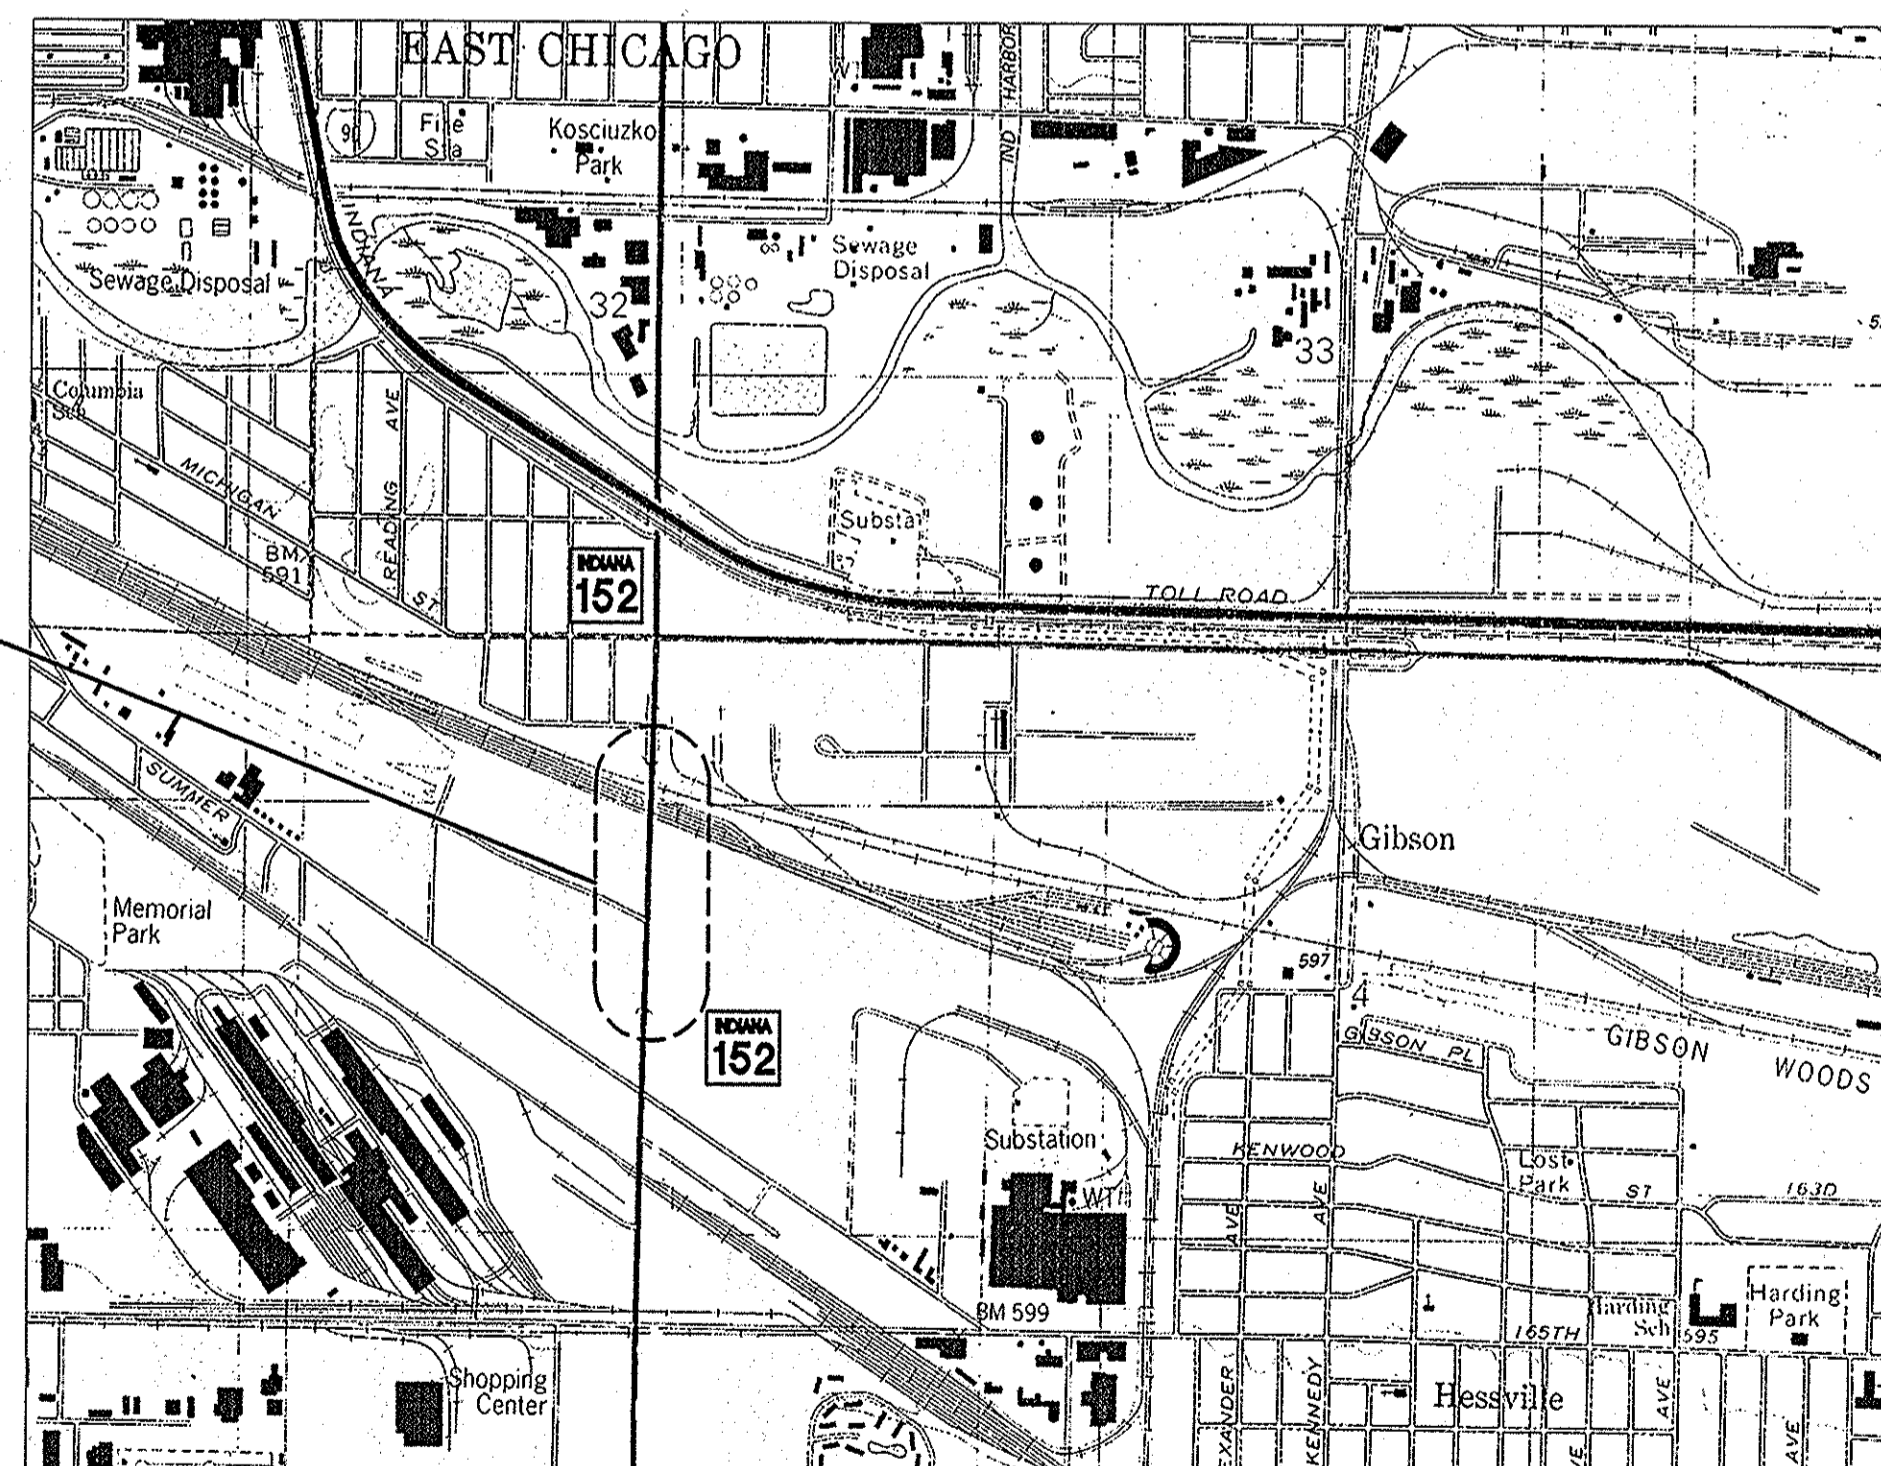 EAST CHICAGO
HARBOR
IND
Kosciuzko
Park
INDIANA
Sewage
Disposal
Sewage Disposal
32
33
Columbia
Sch
READING AVE
MICHIGAN
ST
BM
591
Substa
INDIANA
152
TOLL ROAD
SUMMER
Gibson
Memorial
Park
597
4
INDIANA
152
GIBSON PL
GIBSON
WOODS
Substation
KENWOOD
Lost
Park
ST
163D
WT
AVE
AVE
BM 599
Harding
Sch
595
Harding
Park
165TH
Shopping
Center
Hessville
KENNEDY
AVE
AVE